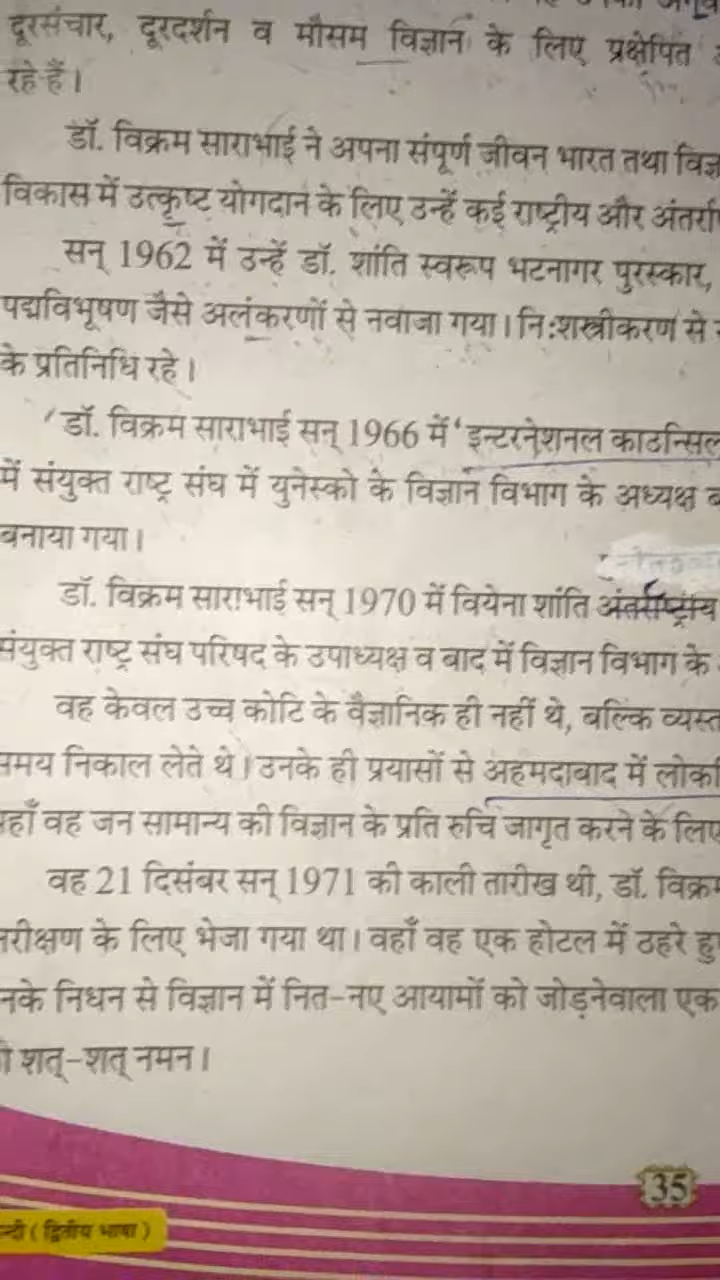 दूरसंचार, दूरदर्शन व मौसम विज्ञान के लिए प्रक्षेपित
रहे हैं।
डॉ. विक्रम साराभाई ने अपना संपूर्ण जीवन भारत तथा
विकास में उत्कृष्ट योगदान के लिए उन्हें कई राष्ट्रीय और
सन् 1962 में उन्हें डॉ. शांति स्वरूप भटनागर पुरस्कार,
पद्मविभूषण जैसे अलंकरणों से नवाजा गया। नि:शस्त्रीकरण से
के प्रतिनिधि रहे।
डॉ. विक्रम साराभाई सन् 1966 में 'इन्टरनेशनल काउन्सिल
में संयुक्त राष्ट्र संघ में युनेस्को के विज्ञान विभाग के अध्यक्ष
बनाया गया।
डॉ. विक्रम साराभाई सन् 1970 में वियेना शांति अंतर्राष्ट्रीय
संयुक्त राष्ट्र संघ परिषद के उपाध्यक्ष व बाद में विज्ञान विभाग के
वह केवल उच्च कोटि के वैज्ञानिक ही नहीं थे, बल्कि व्यस्त
समय निकाल लेते थे। उनके ही प्रयासों से अहमदाबाद में
वह जन सामान्य की विज्ञान के प्रति रुचि जागृत करने के लिए
वह 21 दिसंबर सन् 1971 की काली तारीख थी, डॉ. विक्रम
के लिए भेजा गया था। वहाँ वह एक होटल में ठहरे
निधन से विज्ञान में नित-नए आयामों को जोड़नेवाला एक
शत्-शत् नमन।
35
(द्वितीय भाषा)